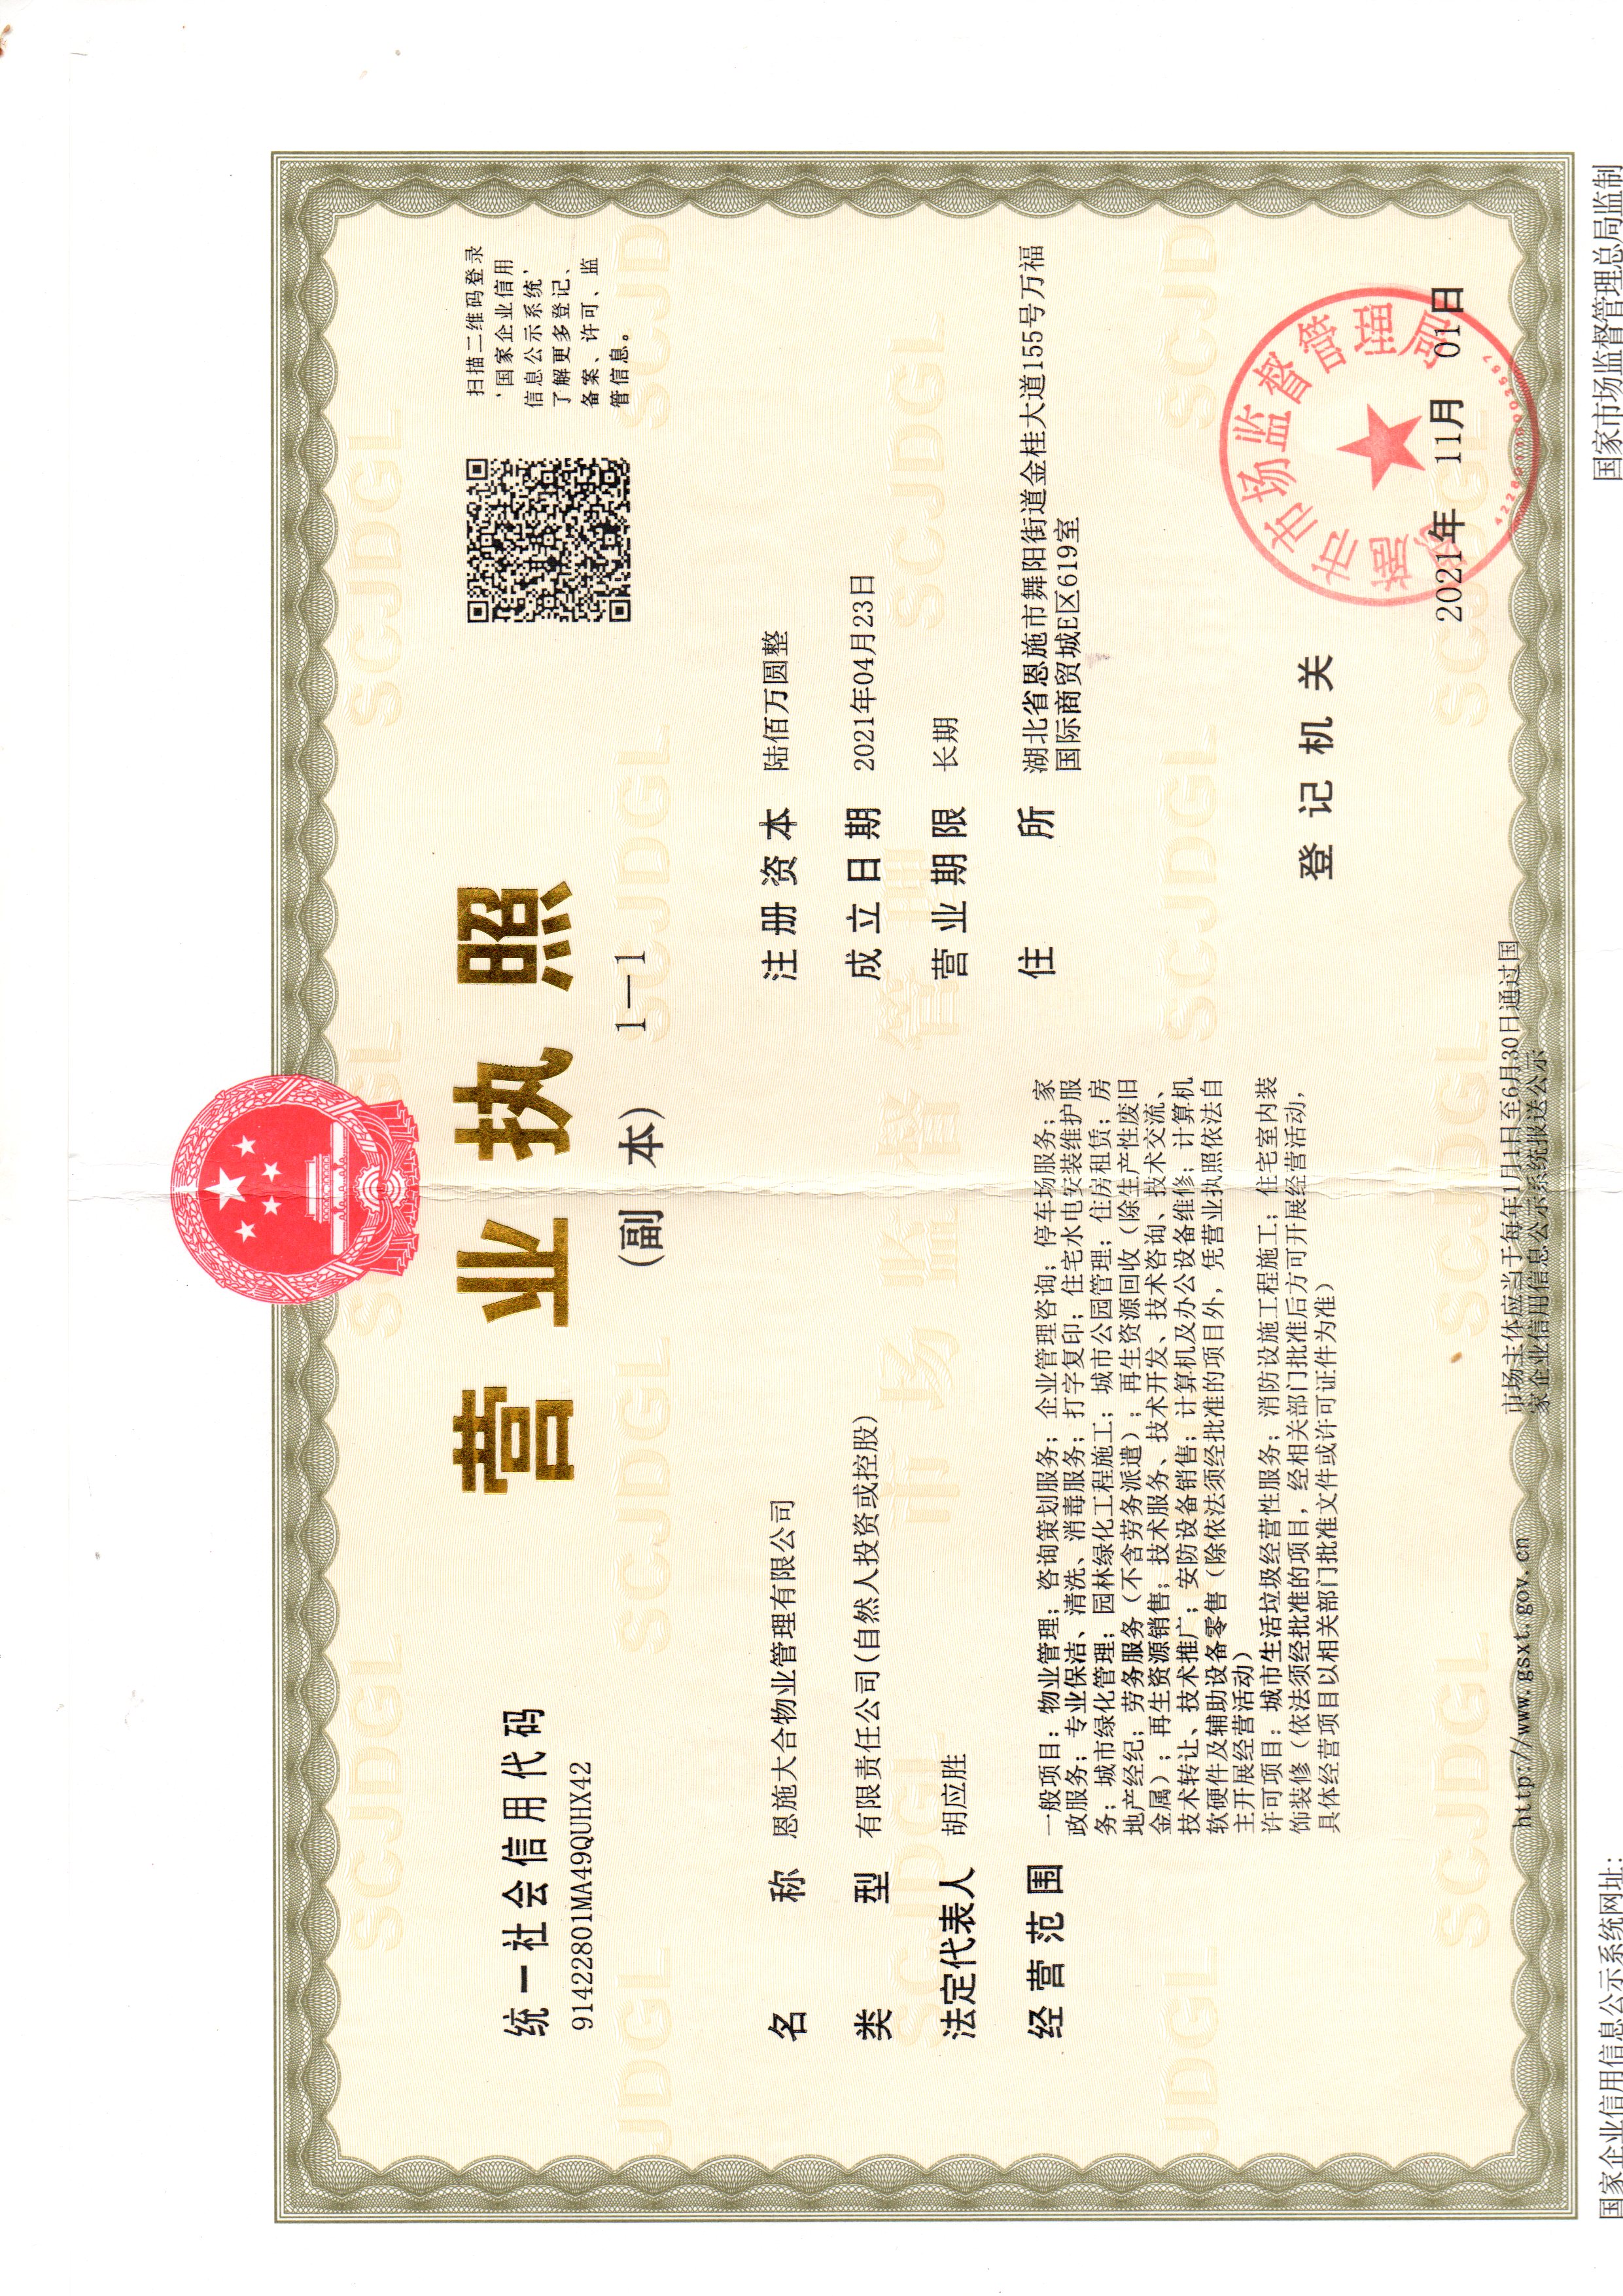 营业执照
(副 本) 1—1
统一社会信用代码
91422801MA49QUHX42
扫描二维码登录
‘国家企业信用
信息公示系统’
了解更多登记、
备案、许可、监
管信息。
名 称 恩施大合物业管理有限公司
类 型 有限责任公司(自然人投资或控股)
法定代表人 胡应胜
经营范围 一般项目：物业管理；咨询策划服务；企业管理咨询；停车场服务；家
政服务；专业保洁、清洗、消毒服务；打字复印；住宅水电安装维护服
务；城市绿化管理；园林绿化工程施工；城市公园管理；住房租赁；房
地产经纪；劳务服务（不含劳务派遣）；再生资源回收（除生产性废旧
金属）；再生资源销售；技术服务、技术开发、技术咨询、技术交流、
技术转让、技术推广；安防设备销售；计算机及办公设备维修；计算机
软硬件及辅助设备零售（除依法须经批准的项目外，凭营业执照依法自
主开展经营活动）
许可项目：城市生活垃圾经营性服务；消防设施工程施工；住宅室内装
饰装修（依法须经批准的项目，经相关部门批准后方可开展经营活动，
具体经营项目以相关部门批准文件或许可证件为准）
注册资本 陆佰万圆整
成立日期 2021年04月23日
营业期限 长期
住 所 湖北省恩施市舞阳街道金桂大道155号万福
国际商贸城E区619室
登记机关
恩施市市场监督管理局
2021年 11月 01日
42280110003557
http://www.gsxt.gov.cn
市场主体应当于每年1月1日至6月30日通过国
家企业信用信息公示系统报送公示
国家企业信用信息公示系统网址:
国家市场监督管理总局监制
SCJDGL
市场监督管理